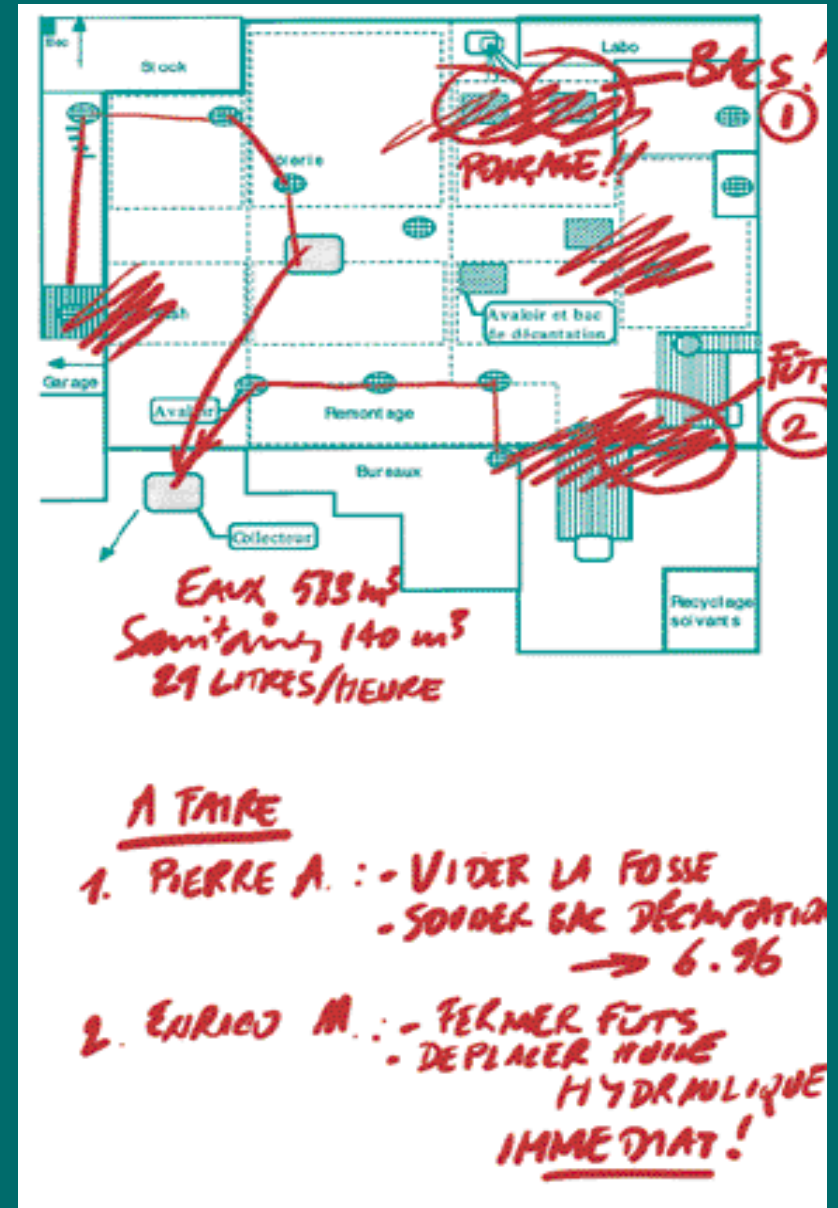 Bac
Stock
Labo
BACS!
1
PONÇAGE!!
Avaloir et bac
de décantation
Garage
FÛTS
2
Avaloir
Remontage
Bureaux
Collecteur
EAUX 583 m³
Sanitaires 140 m³
29 LITRES/HEURE
Recyclage
solvants
A FAIRE
1. PIERRE A. : - VIDER LA FOSSE
- SOUDER BAC DÉCANTATION
→ 6.96
2. ENRICO M. : - FERMER FÛTS
- DEPLACER HUILE
HYDRAULIQUE
IMMEDIAT!